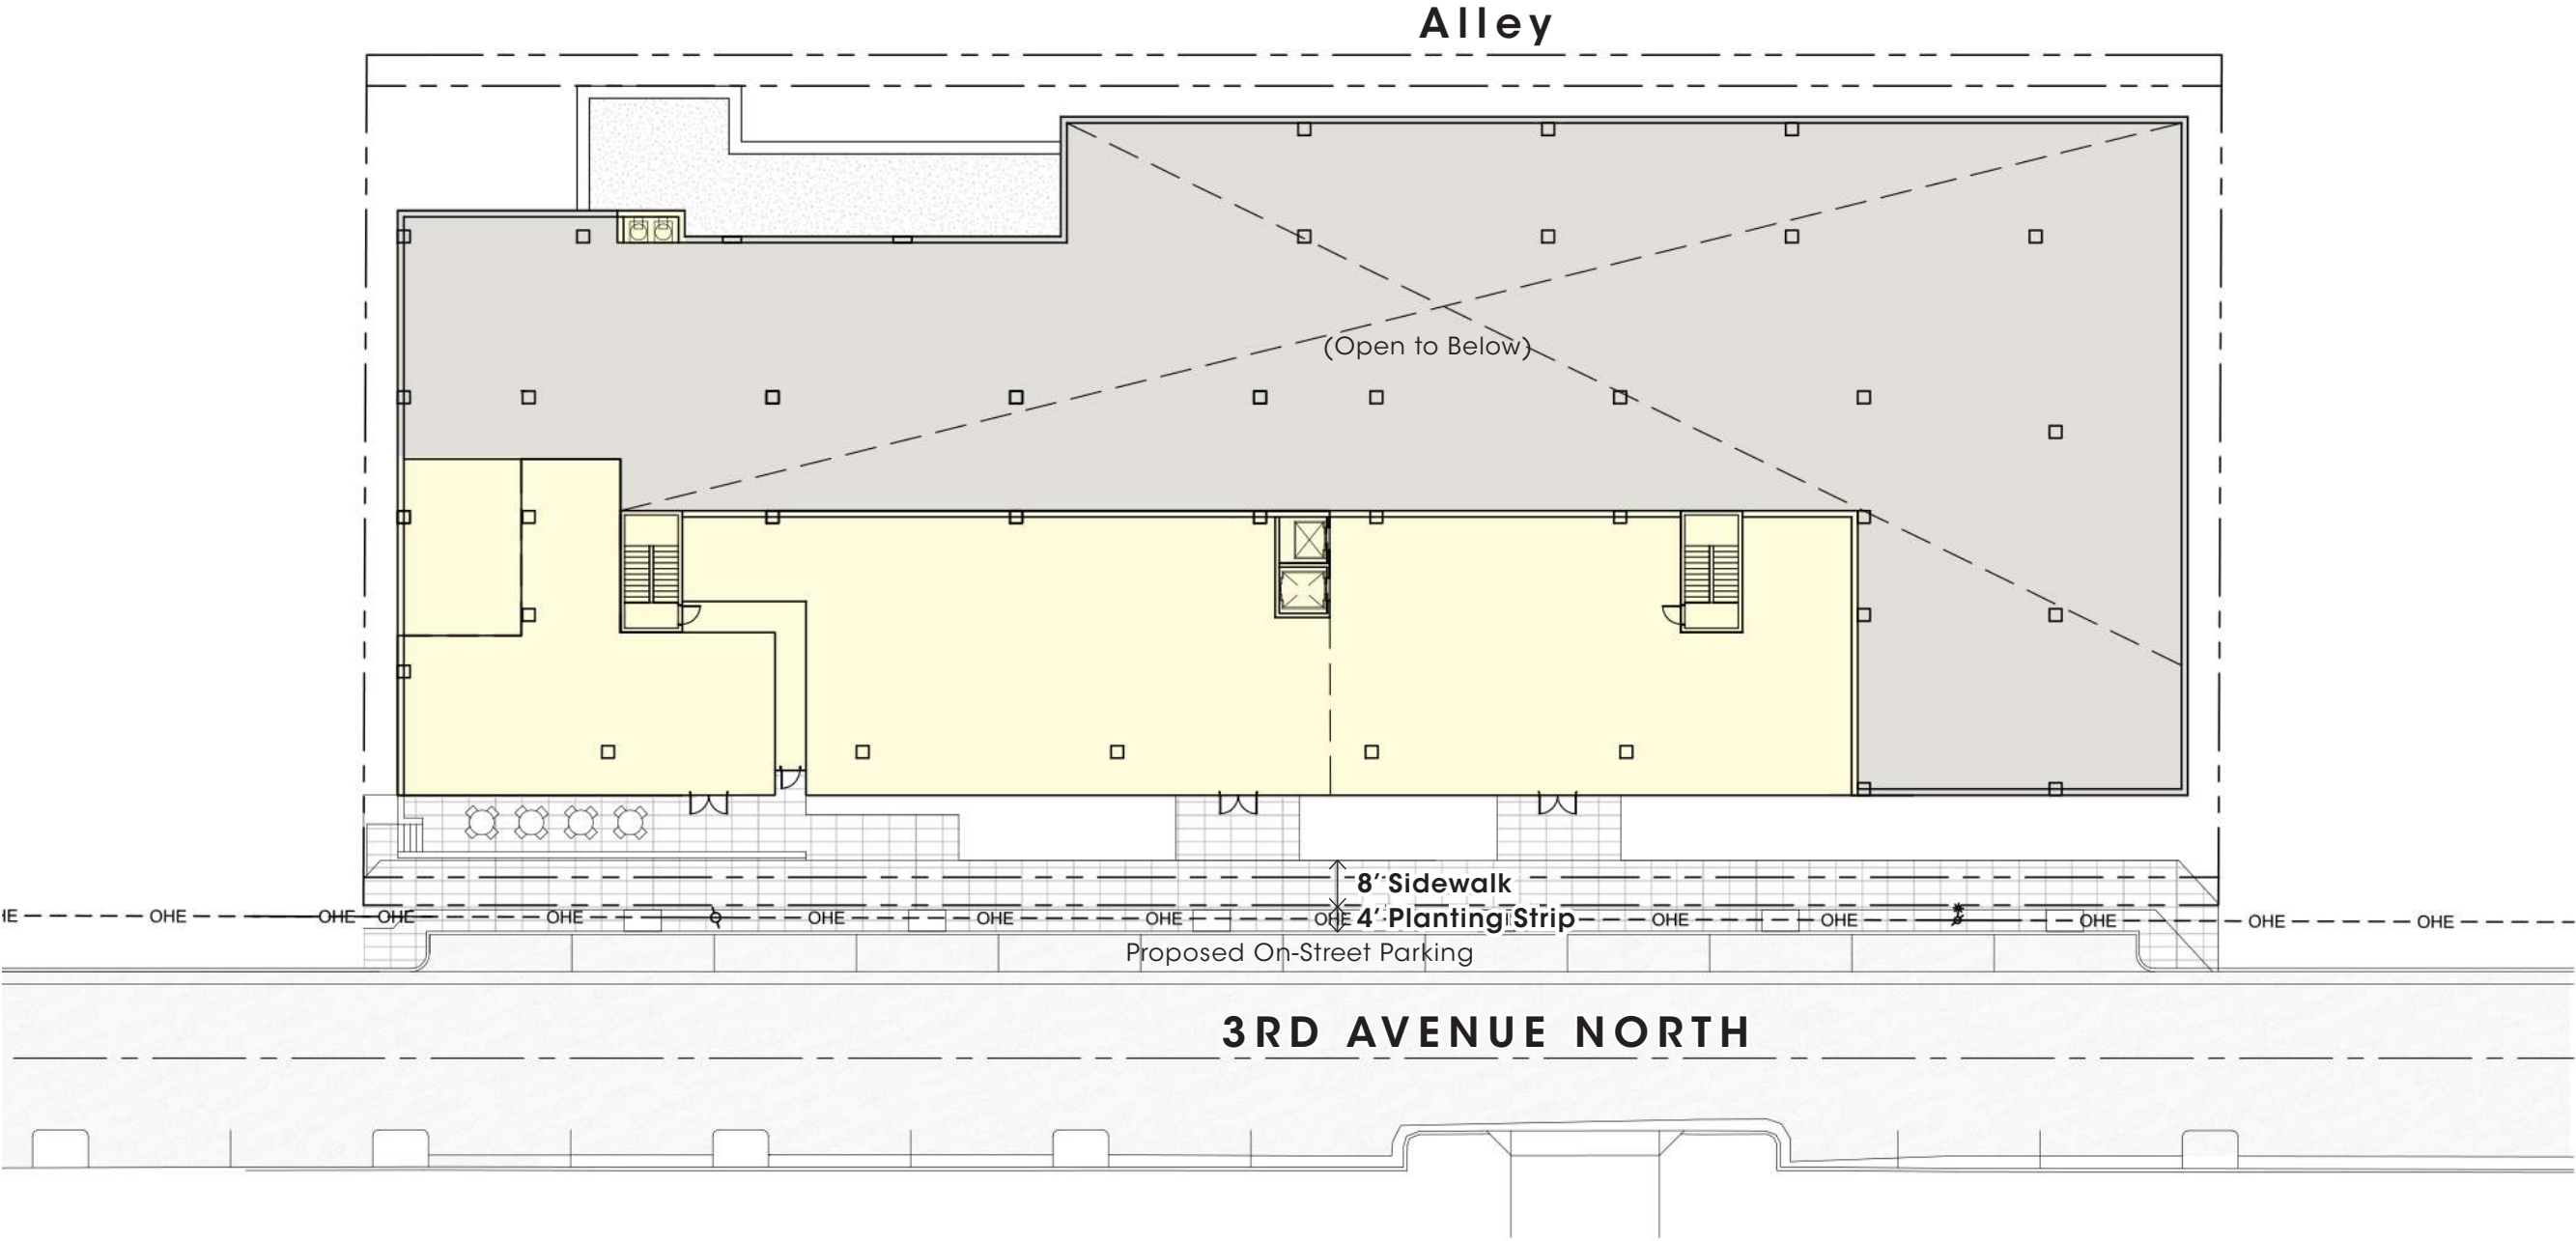 Alley
(Open to Below)
8' Sidewalk
HE OHE OHE OHE OHE OHE OHE OHE OHE 4' Planting Strip OHE OHE OHE OHE OHE
Proposed On-Street Parking
3RD AVENUE NORTH